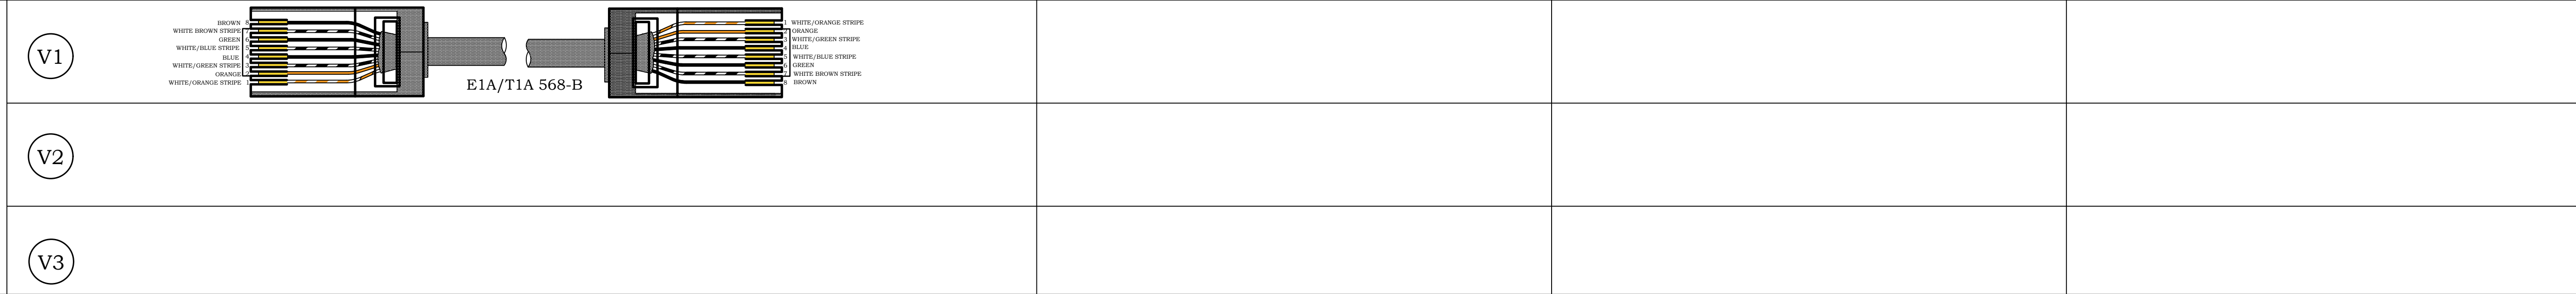 V1
BROWN 8
WHITE BROWN STRIPE 7
GREEN 6
WHITE/BLUE STRIPE 5
BLUE 4
WHITE/GREEN STRIPE 3
ORANGE 2
WHITE/ORANGE STRIPE 1
E1A/T1A 568-B
1 WHITE/ORANGE STRIPE
2 ORANGE
3 WHITE/GREEN STRIPE
4 BLUE
5 WHITE/BLUE STRIPE
6 GREEN
7 WHITE BROWN STRIPE
8 BROWN
V2
V3